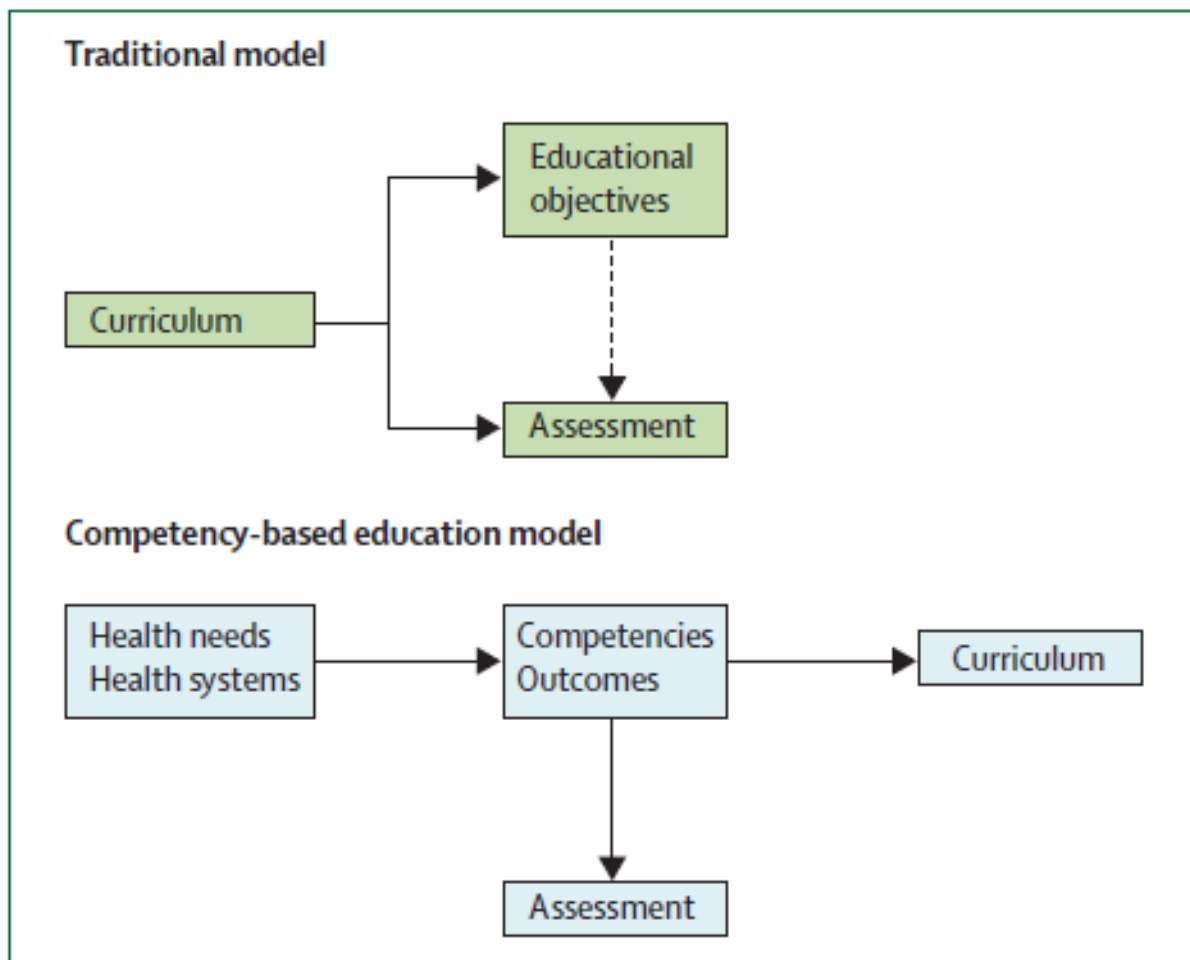 Traditional model
Educational
objectives
Curriculum
Assessment
Competency-based education model
Health needs
Health systems
Competencies
Outcomes
Curriculum
Assessment